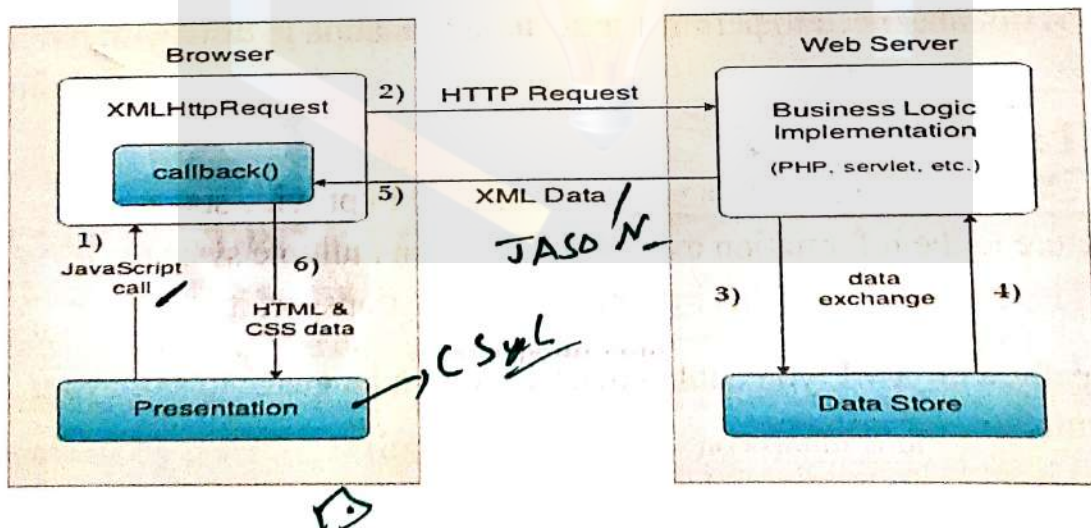 Browser
XMLHttpRequest
callback()
1)
JavaScript
call
6)
HTML &
CSS data
Presentation
2) HTTP Request
5) XML Data /
JASON
Web Server
Business Logic
Implementation
(PHP, servlet, etc.)
3)
data
exchange
4)
Data Store